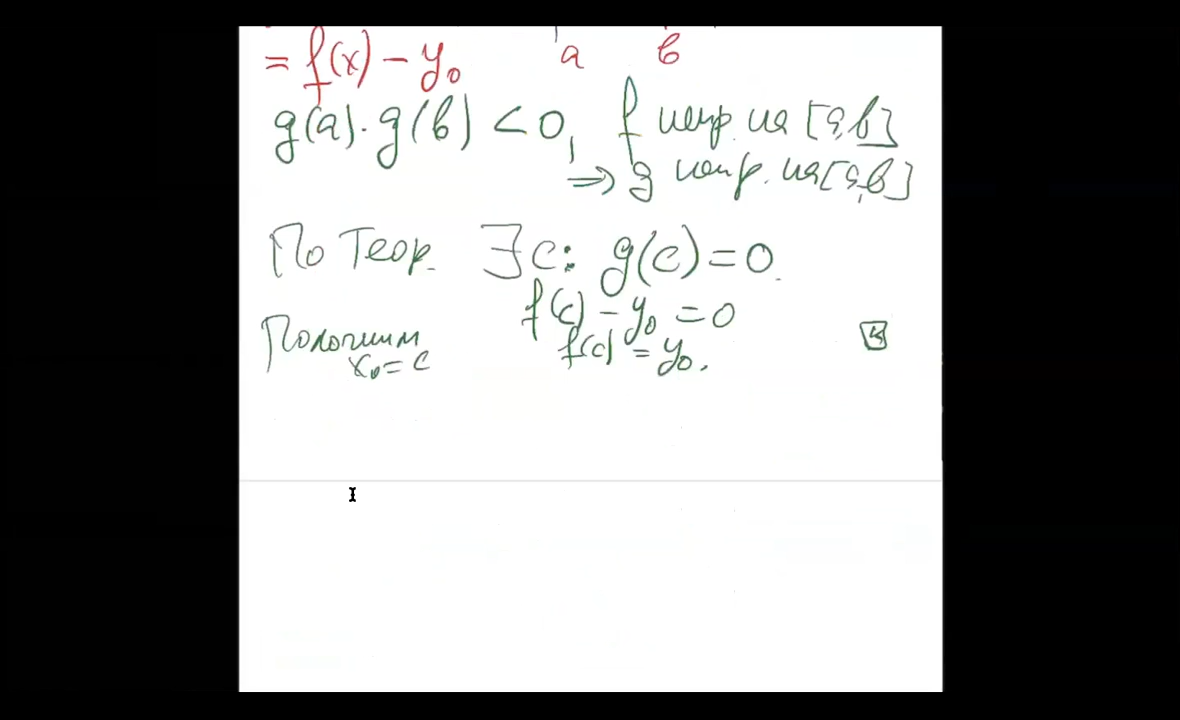 = f(x) - y₀ a b
g(a)·g(b) < 0, f непр. на [a,b]
⇒ g непр. на [a,b]
По Теор. ∃ c: g(c) = 0.
f(c) - y₀ = 0
Положим f(c) = y₀.
x₀ = c